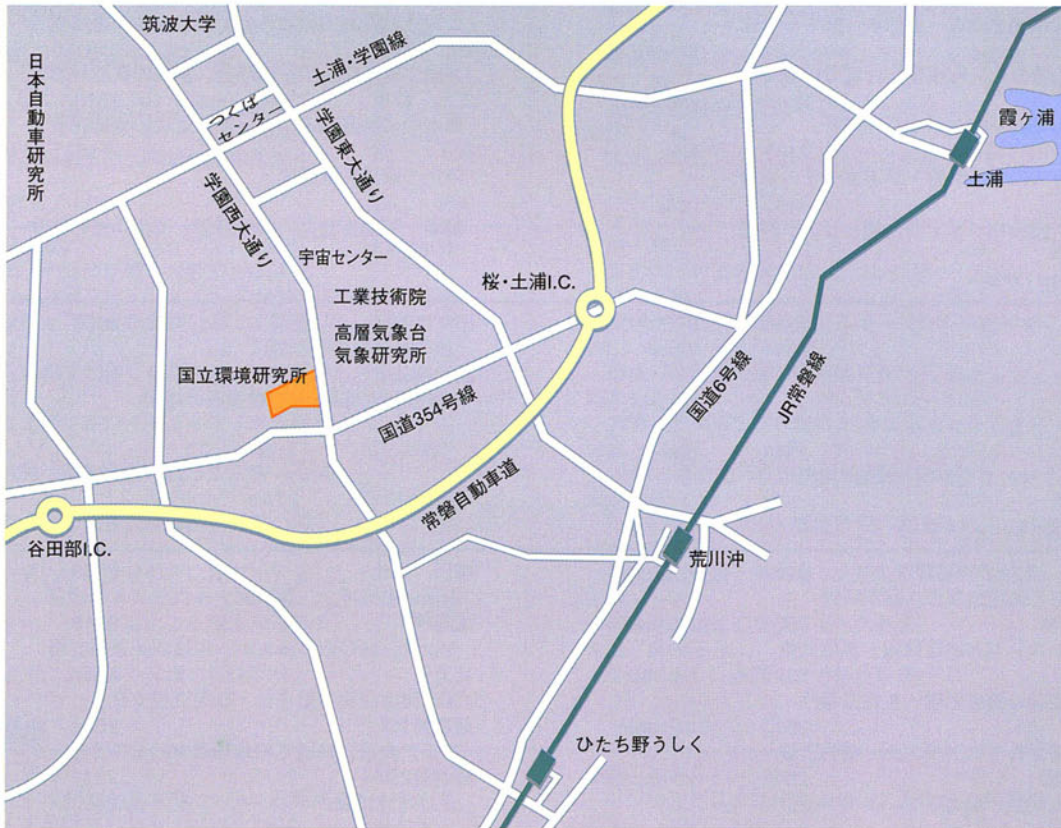 筑波大学
日本自動車研究所
土浦・学園線
つくば
センター
学園東大通り
学園西大通り
霞ヶ浦
土浦
宇宙センター
桜・土浦I.C.
工業技術院
高層気象台
気象研究所
国立環境研究所
国道354号線
国道6号線
JR常磐線
常磐自動車道
谷田部I.C.
荒川沖
ひたち野うしく